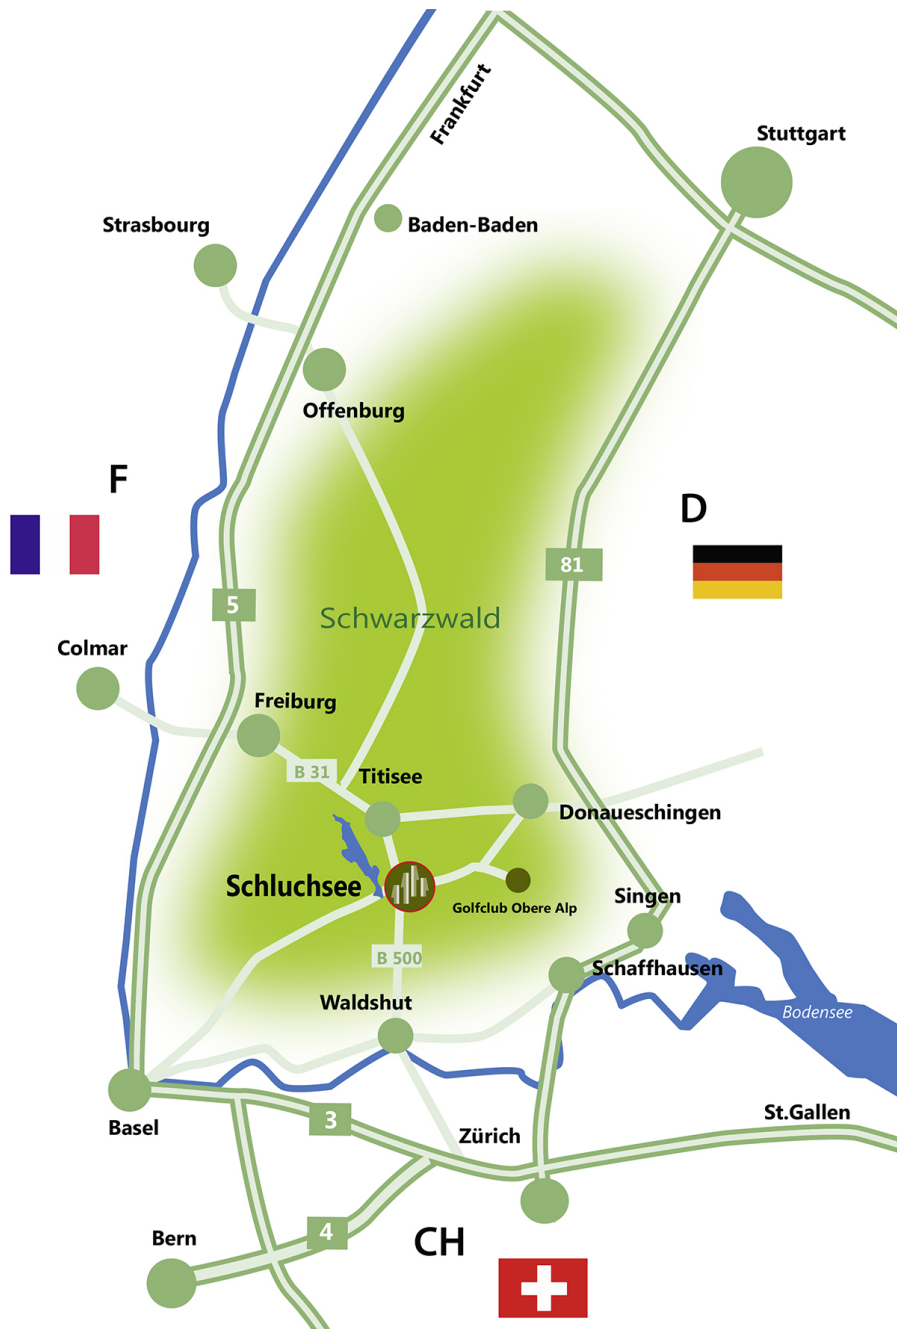 Frankfurt
Stuttgart
Strasbourg
Baden-Baden
Offenburg
F
D
81
5
Schwarzwald
Colmar
Freiburg
B 31
Titisee
Donaueschingen
Schluchsee
Golfclub Obere Alp
Singen
B 500
Schaffhausen
Waldshut
Bodensee
Basel
3
Zürich
St.Gallen
4
Bern
CH